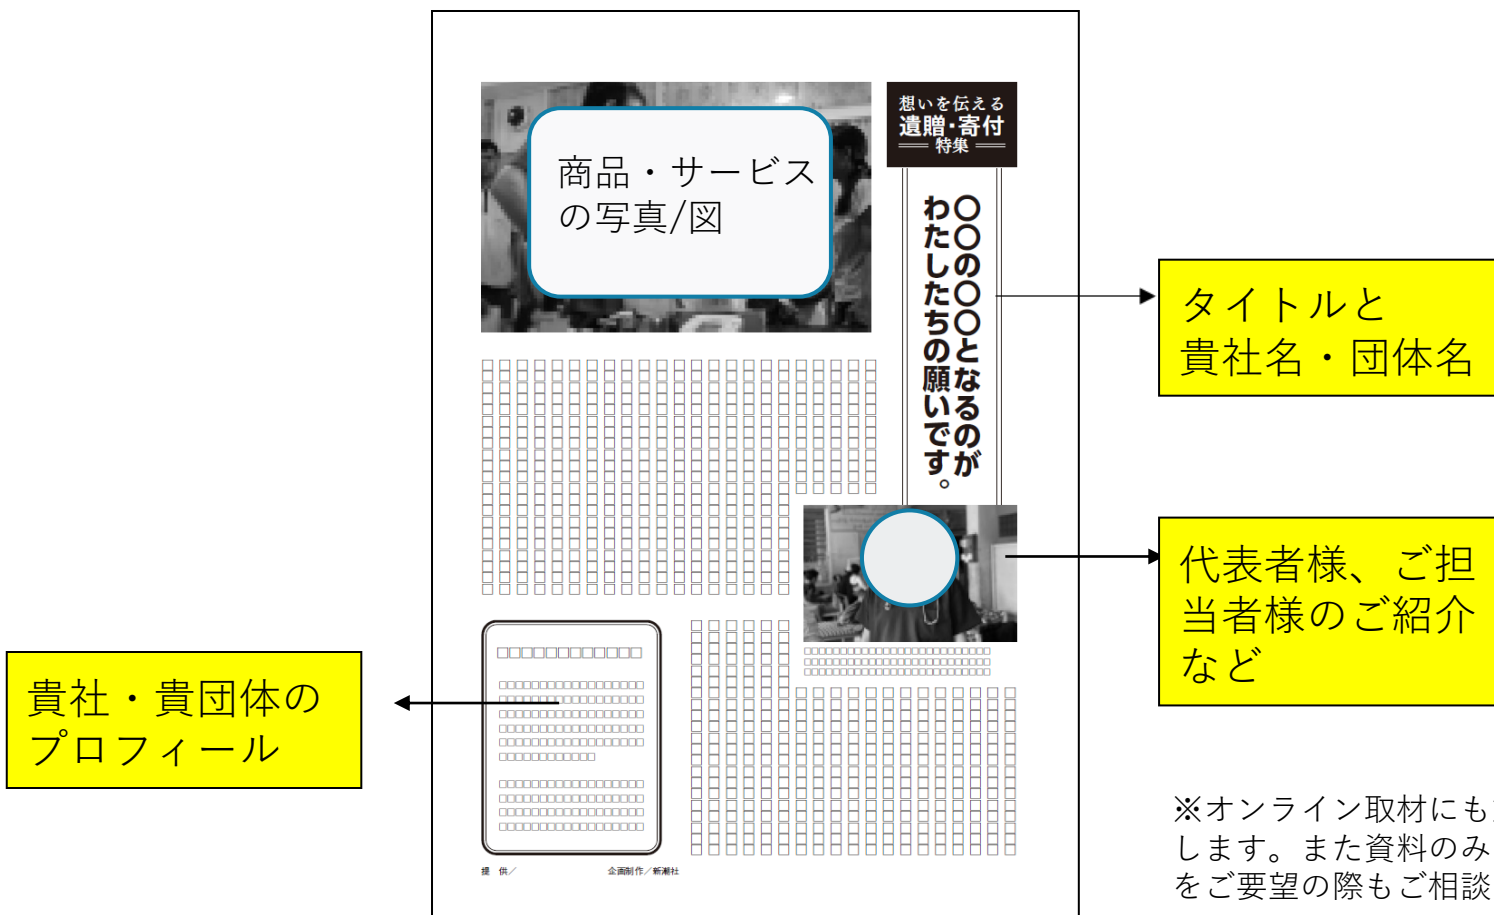 想いを伝える
遺贈・寄付
特集
商品・サービス
の写真/図
〇〇の〇〇となるのが
わたしたちの願いです。
タイトルと
貴社名・団体名
代表者様、ご担
当者様のご紹介
など
貴社・貴団体の
プロフィール
提 供／
企画制作／新潮社
※オンライン取材にも
します。また資料のみ
をご要望の際もご相談